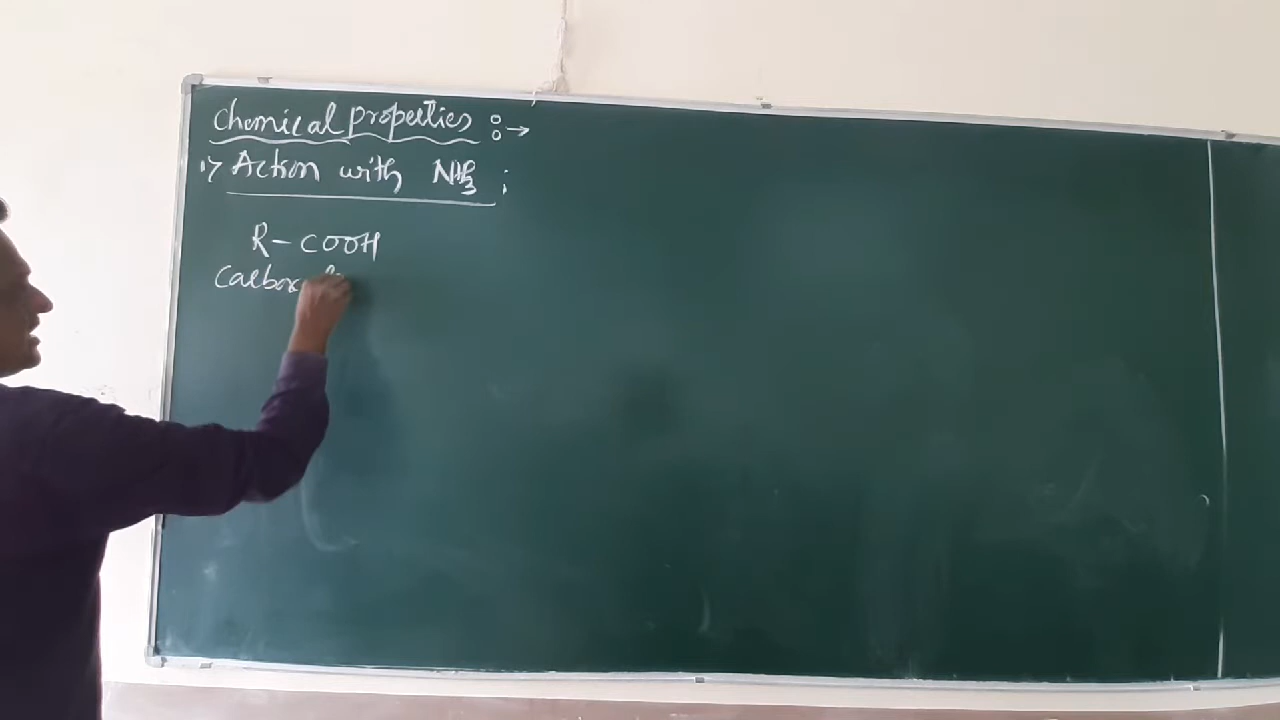 Chemical properties :→
1) Action with NH3 ;
R - COOH